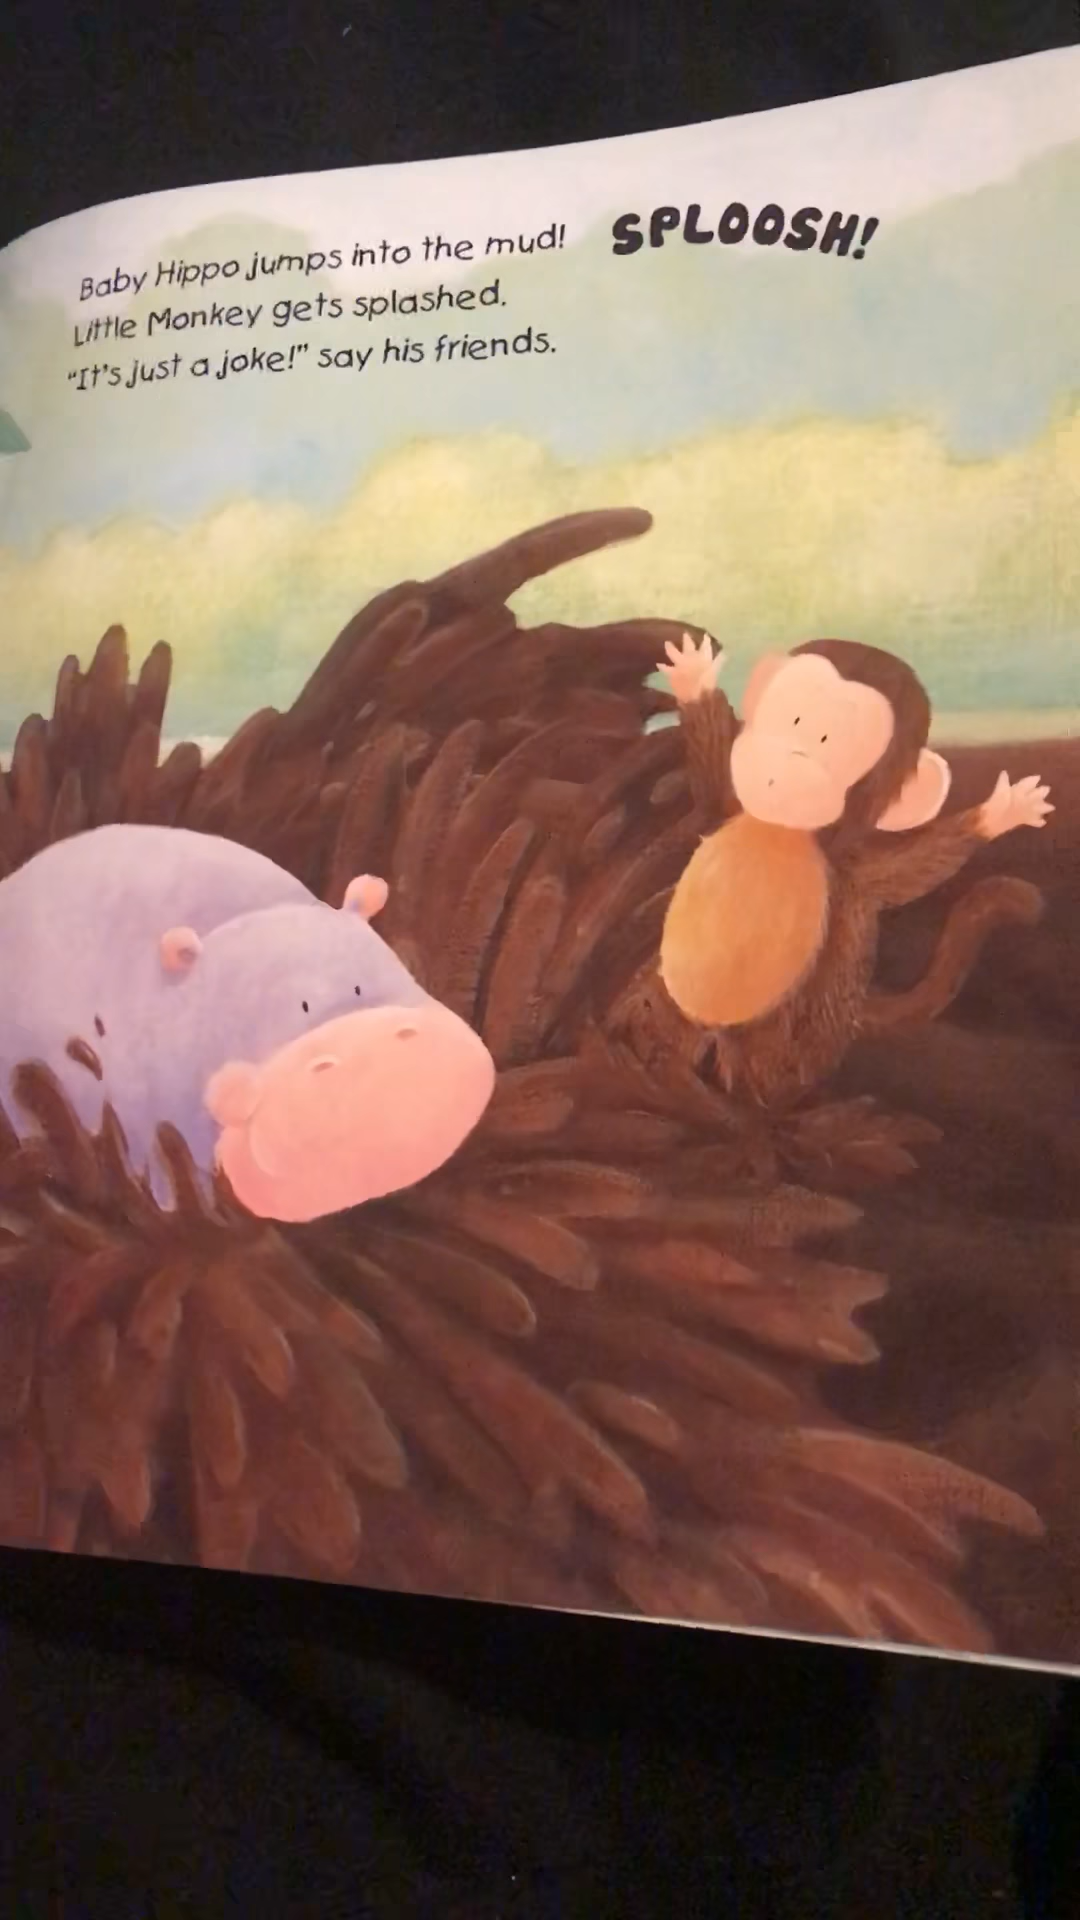 Baby Hippo jumps into the mud! SPLOOSH!
Little Monkey gets splashed.
“It's just a joke!” say his friends.